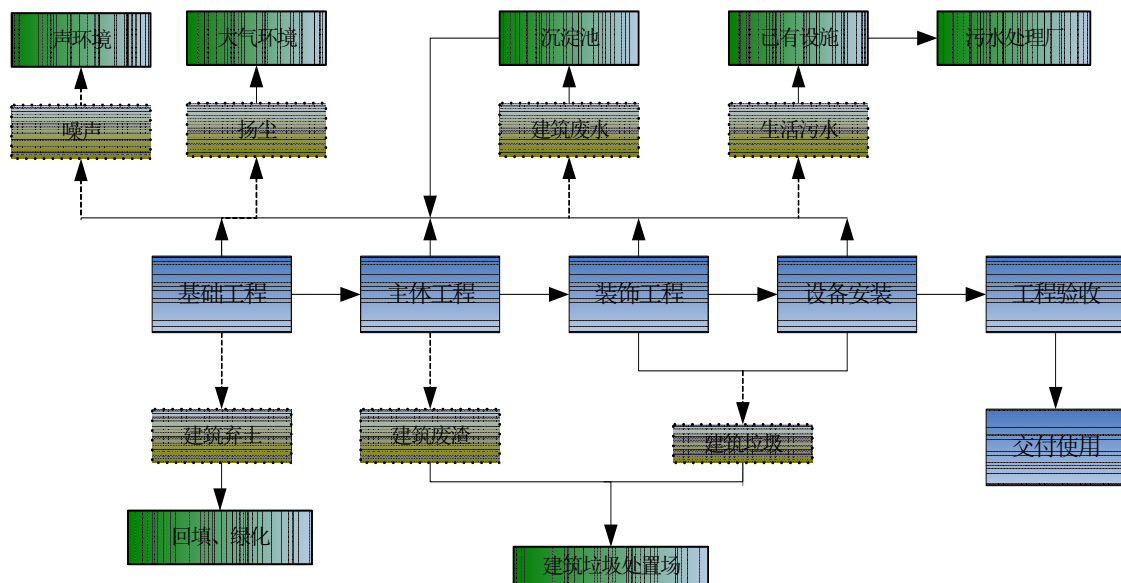 声环境
大气环境
沉淀池
已有设施
污水处理厂
噪声
扬尘
建筑废水
生活污水
基础工程
主体工程
装饰工程
设备安装
工程验收
建筑弃土
建筑废渣
建筑垃圾
交付使用
回填、绿化
建筑垃圾处置场